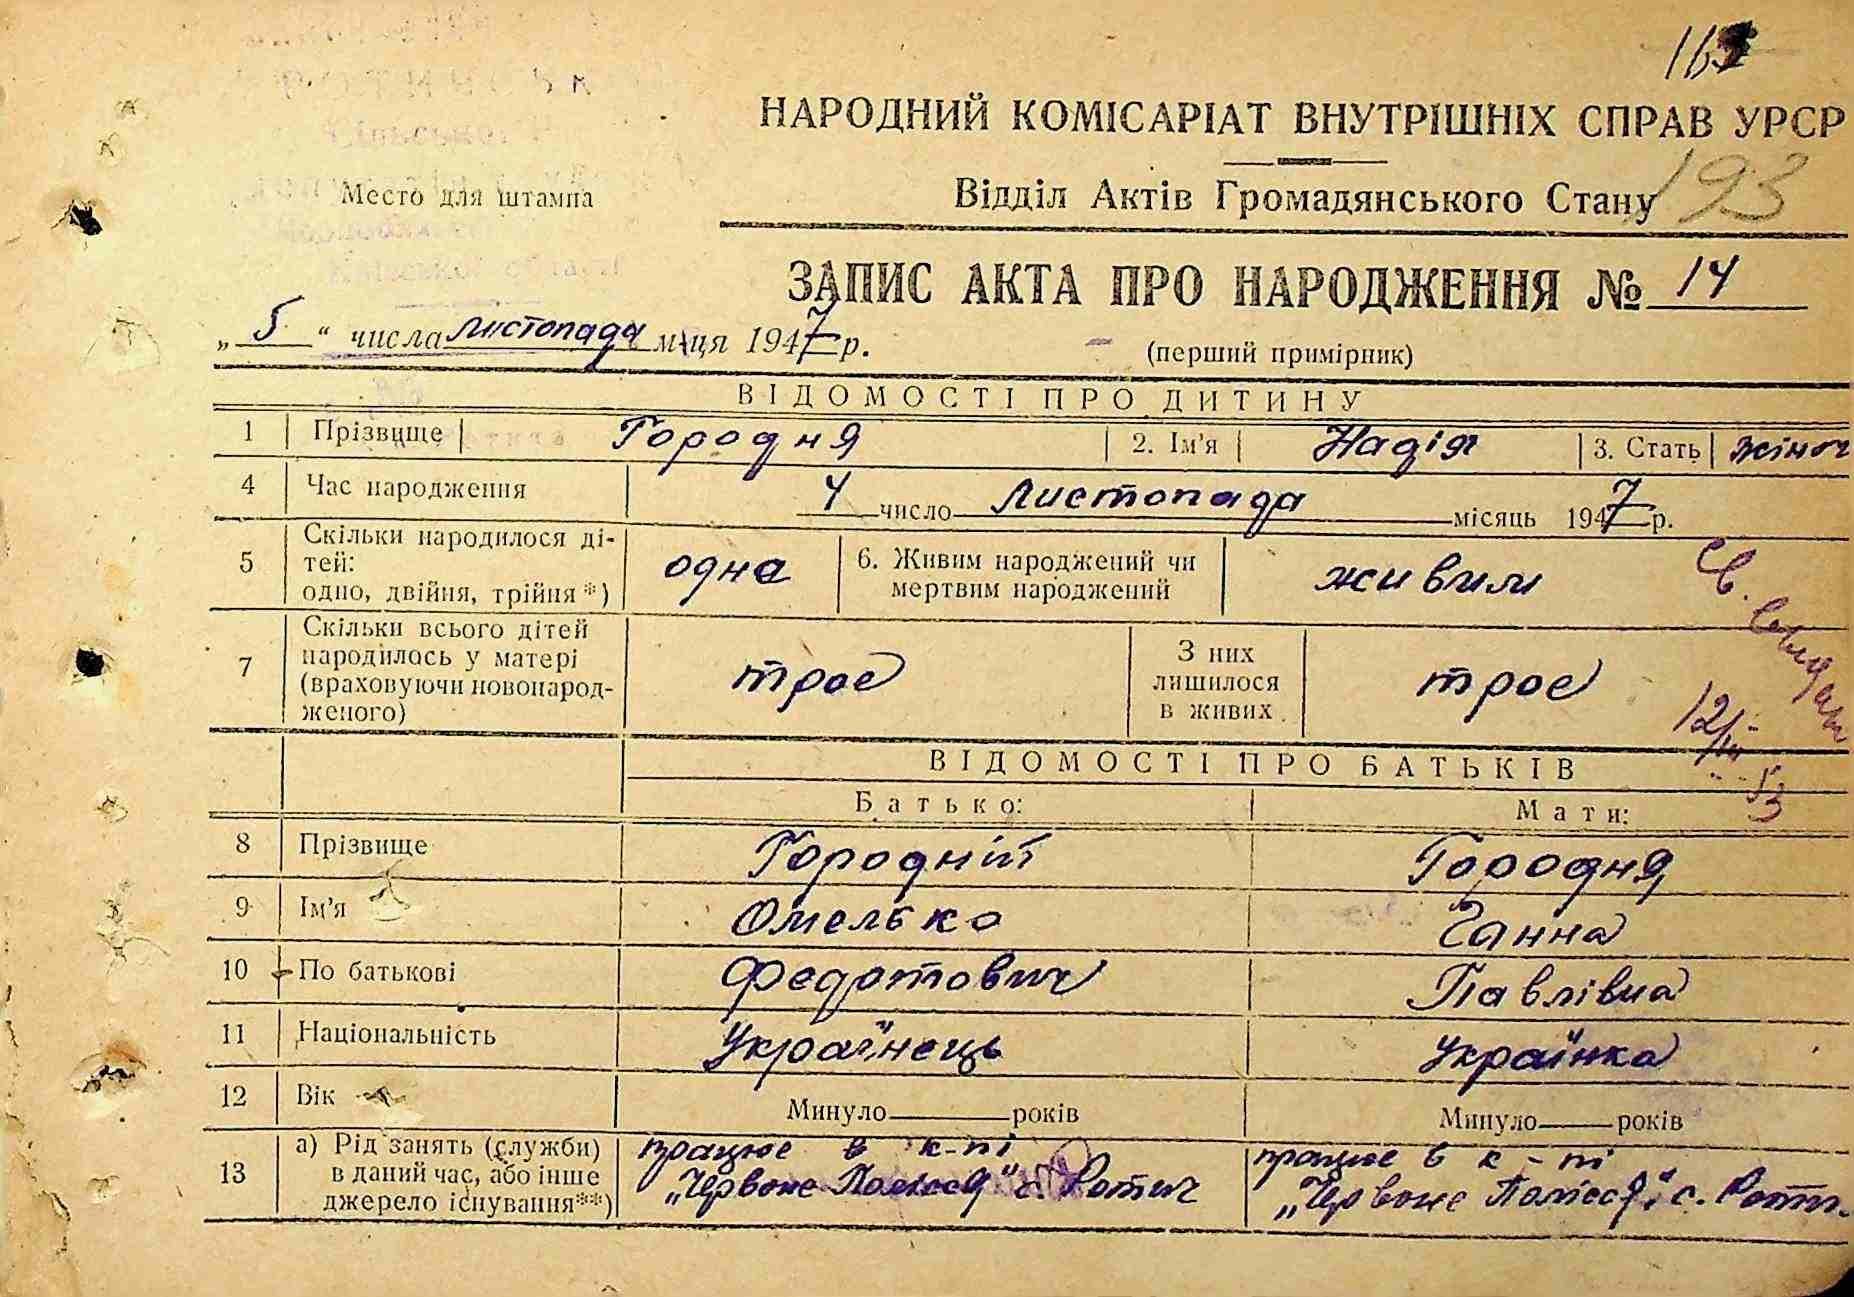 НАРОДНИЙ КОМІСАРІАТ ВНУТРІШНІХ СПРАВ УРСР
193
Место для штампа
Відділ Актів Громадянського Стану
ЗАПИС АКТА ПРО НАРОДЖЕННЯ № 14
„ 5 “ числа листопада м-ця 1947 р.
(перший примірник)
ВІДОМОСТІ ПРО ДИТИНУ
1 Прізвище Городня 2. Ім'я Надія 3. Стать жіноч
4 Час народження 4 число листопада місяць 1947 р.
5 Скільки народилося ді-
тей:
одно, двійня, трійня*) одна 6. Живим народжений чи
мертвим народжений живим
7 Скільки всього дітей
народилось у матері
(враховуючи новонарод-
женого) троє З них
лишилося
в живих троє
ВІДОМОСТІ ПРО БАТЬКІВ
Батько: Мати:
8 Прізвище Городній Городня
9 Ім'я Омелько Ганна
10 По батькові Федотович Павлівна
11 Національність Українець Українка
12 Вік Минуло років Минуло років
13 а) Рід занять (служби)
в даний час, або інше
джерело існування**)
працює в к-пі
„Червоне Полісся" с. Ротич
працює в к-пі
„Червоне Полісся" с. Роти.